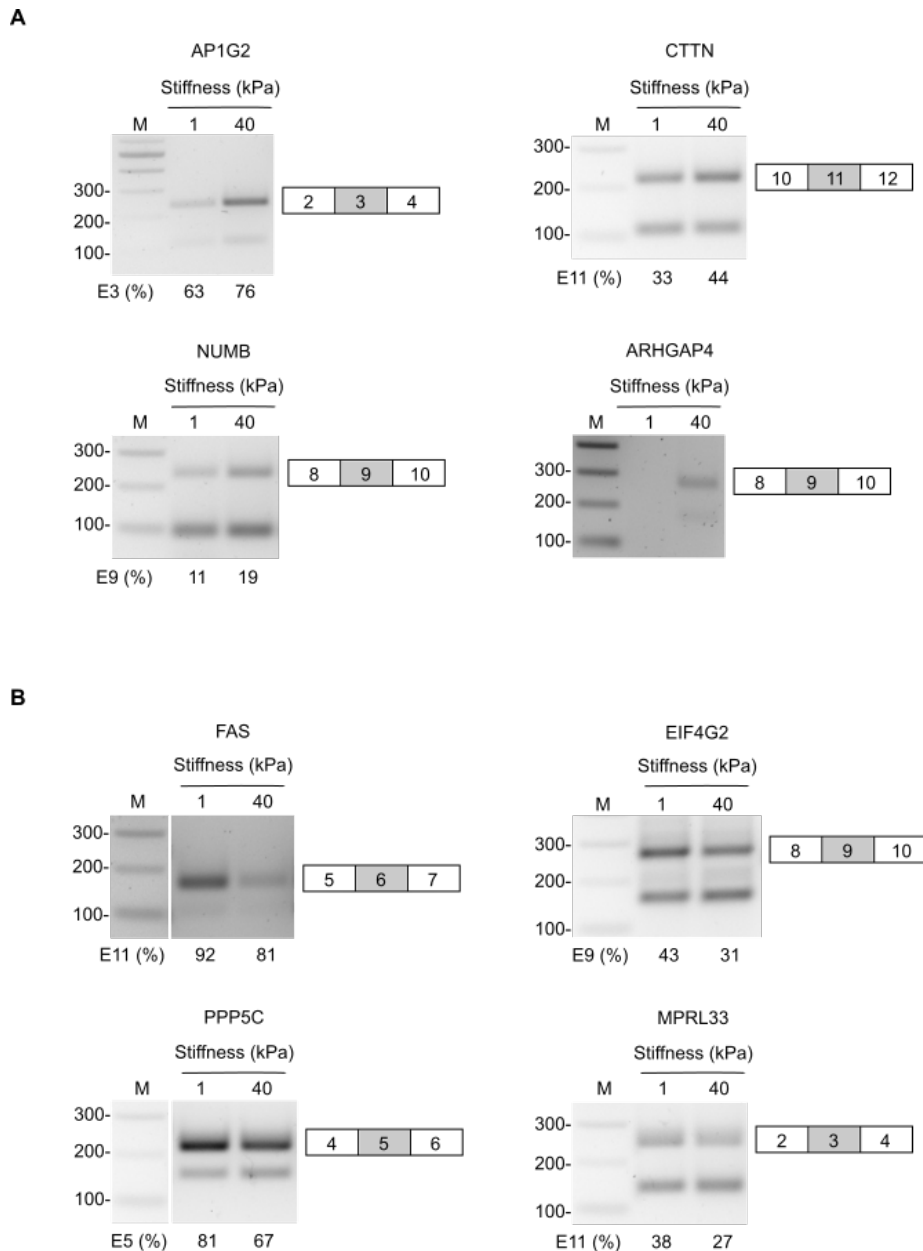 A
AP1G2
Stiffness (kPa)
M 1 40
300-
200-
100-
2 3 4
E3 (%) 63 76
CTTN
Stiffness (kPa)
M 1 40
300-
200-
100-
10 11 12
E11 (%) 33 44
NUMB
Stiffness (kPa)
M 1 40
300-
200-
100-
8 9 10
E9 (%) 11 19
ARHGAP4
Stiffness (kPa)
M 1 40
300-
200-
100-
8 9 10
B
FAS
Stiffness (kPa)
M 1 40
300-
200-
100-
5 6 7
E11 (%) 92 81
EIF4G2
Stiffness (kPa)
M 1 40
300-
200-
100-
8 9 10
E9 (%) 43 31
PPP5C
Stiffness (kPa)
M 1 40
300-
200-
100-
4 5 6
E5 (%) 81 67
MPRL33
Stiffness (kPa)
M 1 40
300-
200-
100-
2 3 4
E11 (%) 38 27